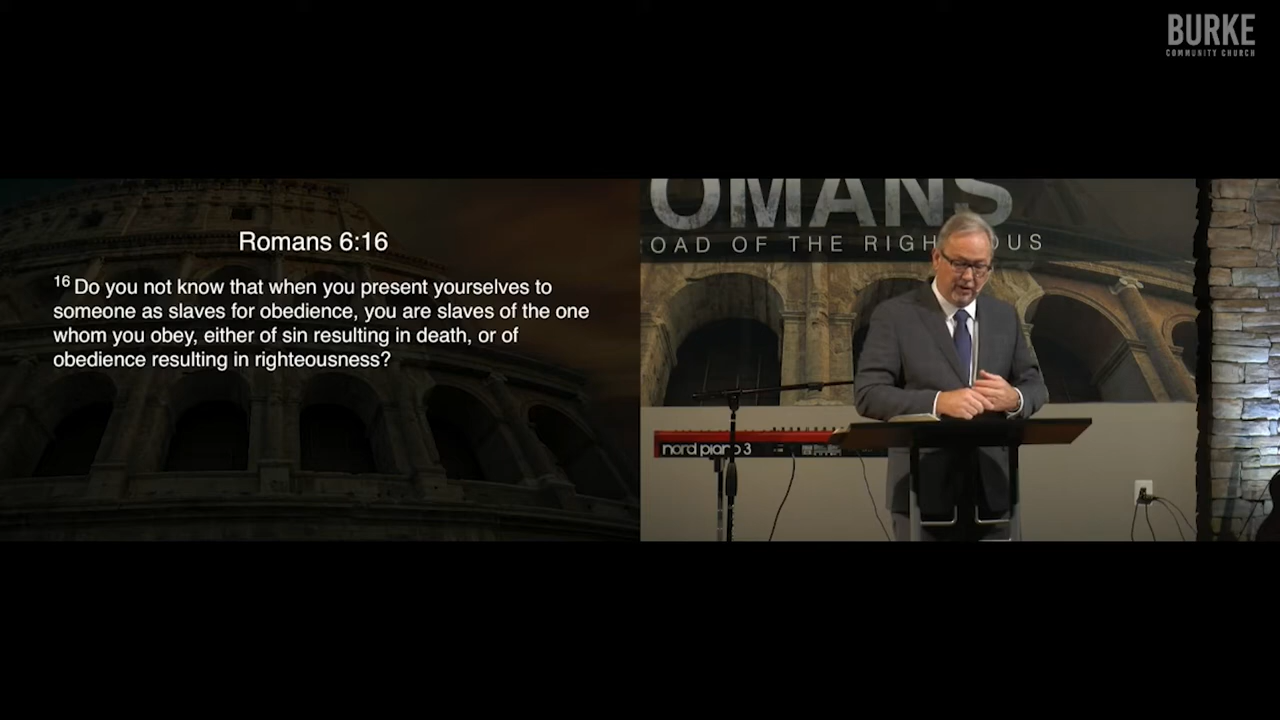 BURKE
COMMUNITY CHURCH
Romans 6:16
16 Do you not know that when you present yourselves to
someone as slaves for obedience, you are slaves of the one
whom you obey, either of sin resulting in death, or of
obedience resulting in righteousness?
OMANS
OAD OF THE RIGH OUS
nord piano 3